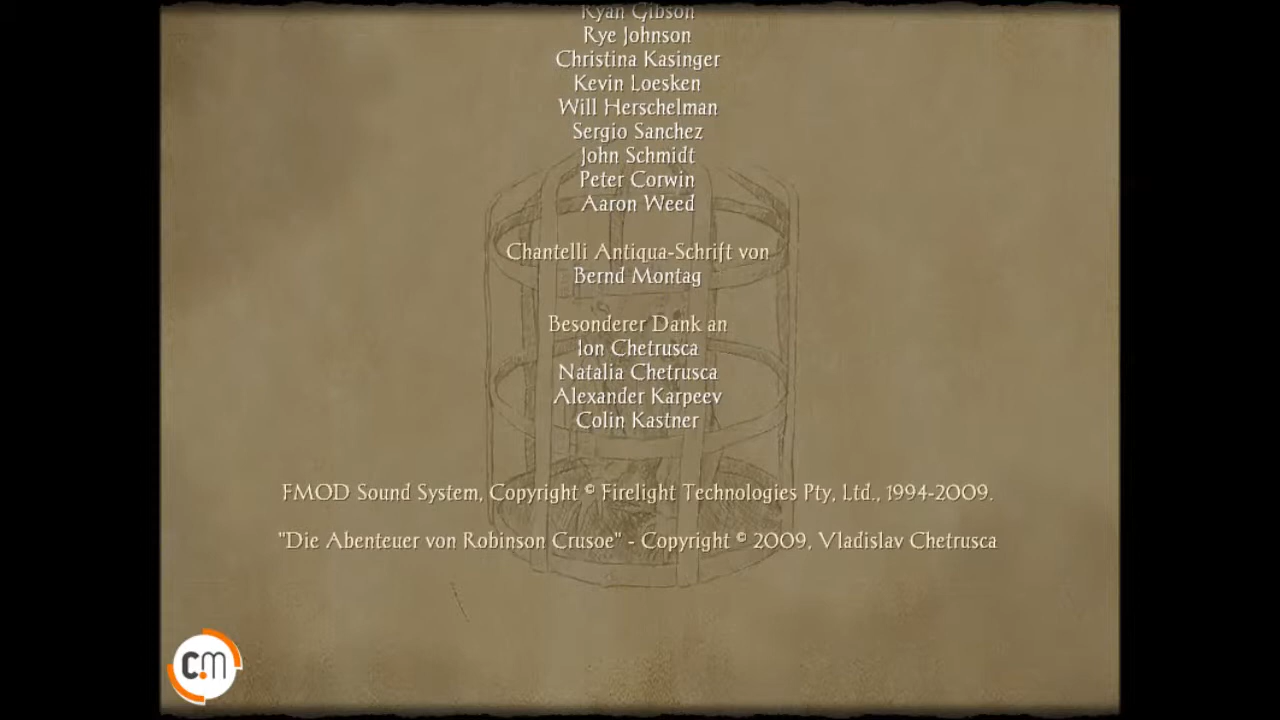 Ryan Gibson
Rye Johnson
Christina Kasinger
Kevin Loesken
Will Herschelman
Sergio Sanchez
John Schmidt
Peter Corwin
Aaron Weed
Chantelli Antiqua-Schrift von
Bernd Montag
Besonderer Dank an
Ion Chetrusca
Natalia Chetrusca
Alexander Karpeev
Colin Kastner
FMOD Sound System, Copyright © Firelight Technologies Pty, Ltd., 1994-2009.
"Die Abenteuer von Robinson Crusoe" - Copyright © 2009, Vladislav Chetrusca
c.m